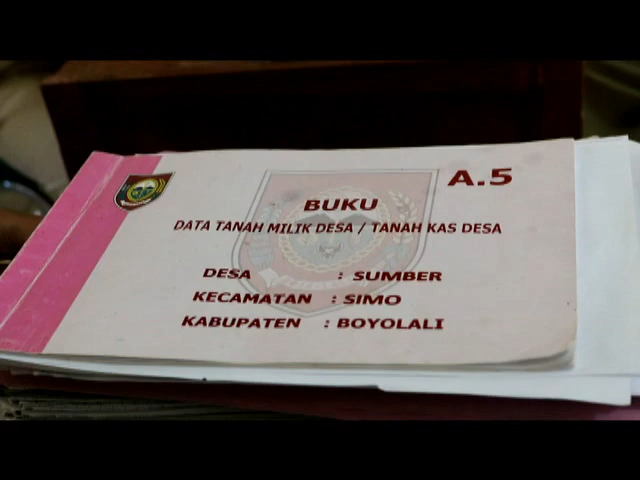 A.5
BUKU
DATA TANAH MILIK DESA / TANAH KAS DESA
DESA : SUMBER
KECAMATAN : SIMO
KABUPATEN : BOYOLALI